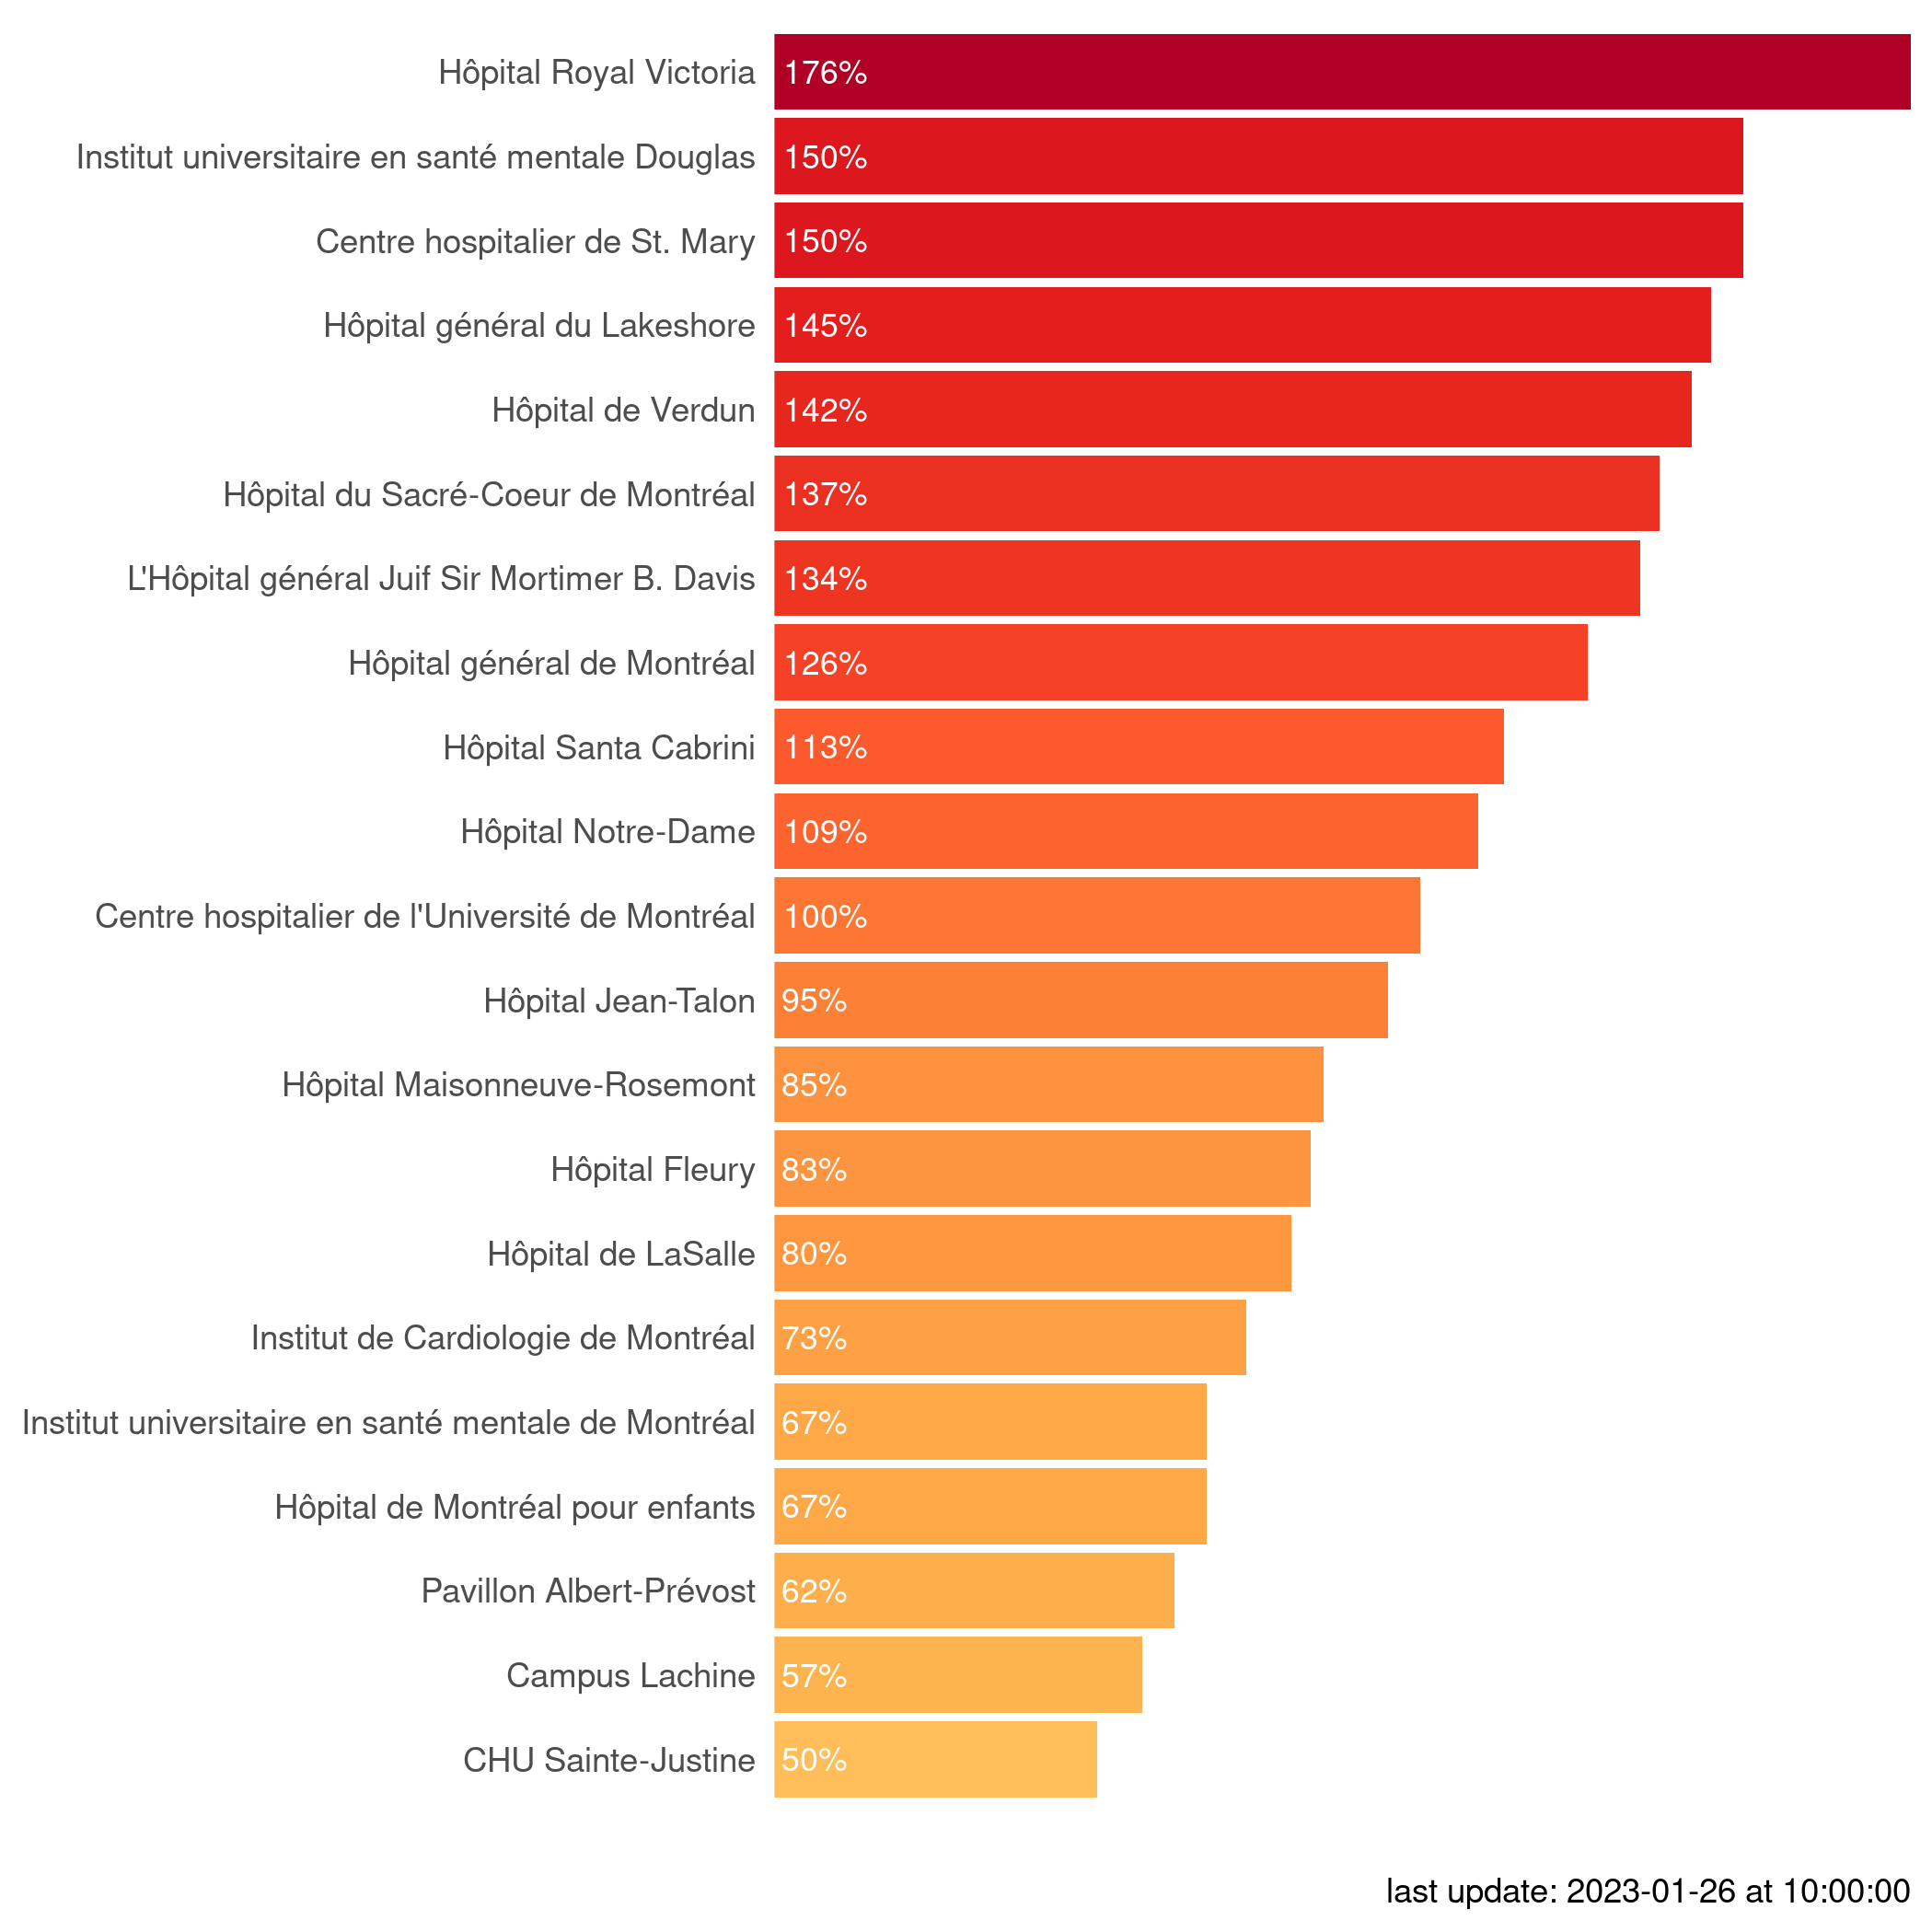 Hôpital Royal Victoria 176%
Institut universitaire en santé mentale Douglas 150%
Centre hospitalier de St. Mary 150%
Hôpital général du Lakeshore 145%
Hôpital de Verdun 142%
Hôpital du Sacré-Coeur de Montréal 137%
L'Hôpital général Juif Sir Mortimer B. Davis 134%
Hôpital général de Montréal 126%
Hôpital Santa Cabrini 113%
Hôpital Notre-Dame 109%
Centre hospitalier de l'Université de Montréal 100%
Hôpital Jean-Talon 95%
Hôpital Maisonneuve-Rosemont 85%
Hôpital Fleury 83%
Hôpital de LaSalle 80%
Institut de Cardiologie de Montréal 73%
Institut universitaire en santé mentale de Montréal 67%
Hôpital de Montréal pour enfants 67%
Pavillon Albert-Prévost 62%
Campus Lachine 57%
CHU Sainte-Justine 50%
last update: 2023-01-26 at 10:00:00